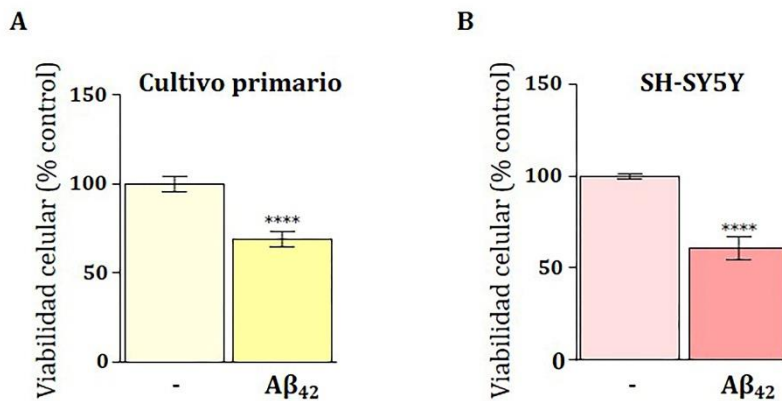 A
Cultivo primario
Viabilidad celular (% control)
150
100
50
0
****
-
Aβ42
B
SH-SY5Y
Viabilidad celular (% control)
150
100
50
0
****
-
Aβ42